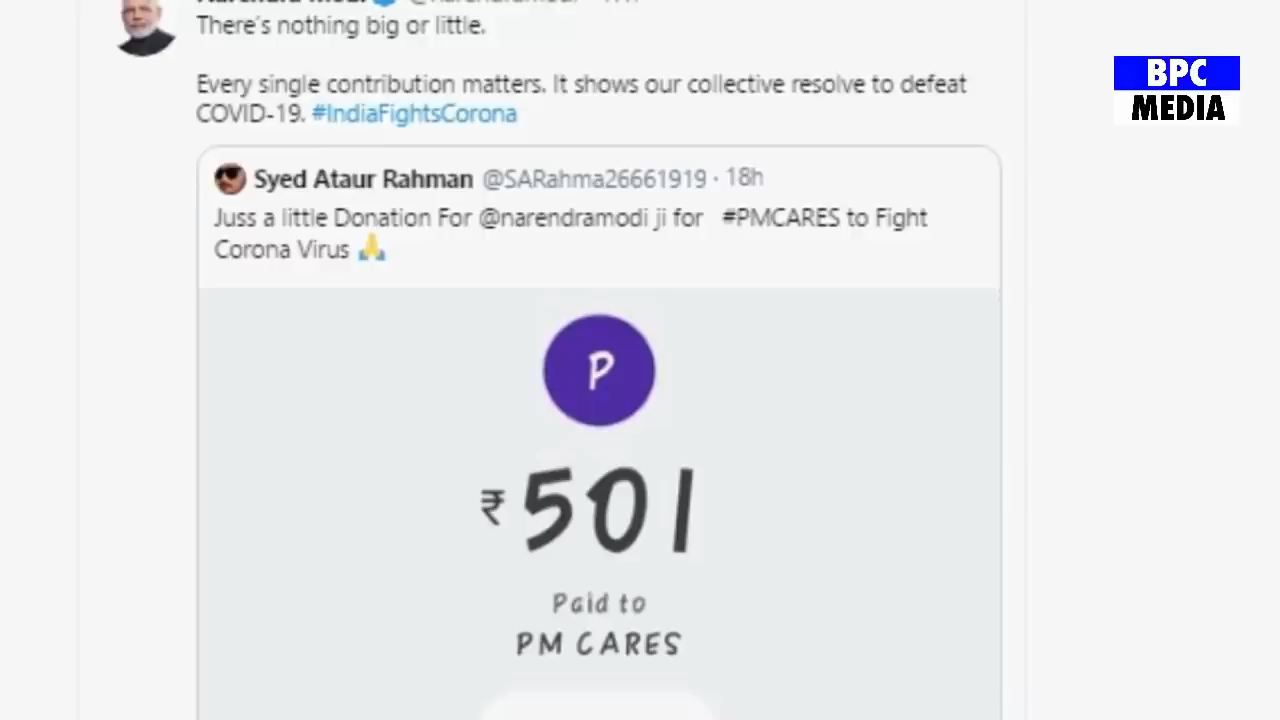 There's nothing big or little.
Every single contribution matters. It shows our collective resolve to defeat
COVID-19. #IndiaFightsCorona
BPC
MEDIA
Syed Ataur Rahman @SARahma26661919 · 18h
Juss a little Donation For @narendramodi ji for #PMCARES to Fight
Corona Virus 🙏
P
₹501
Paid to
PM CARES